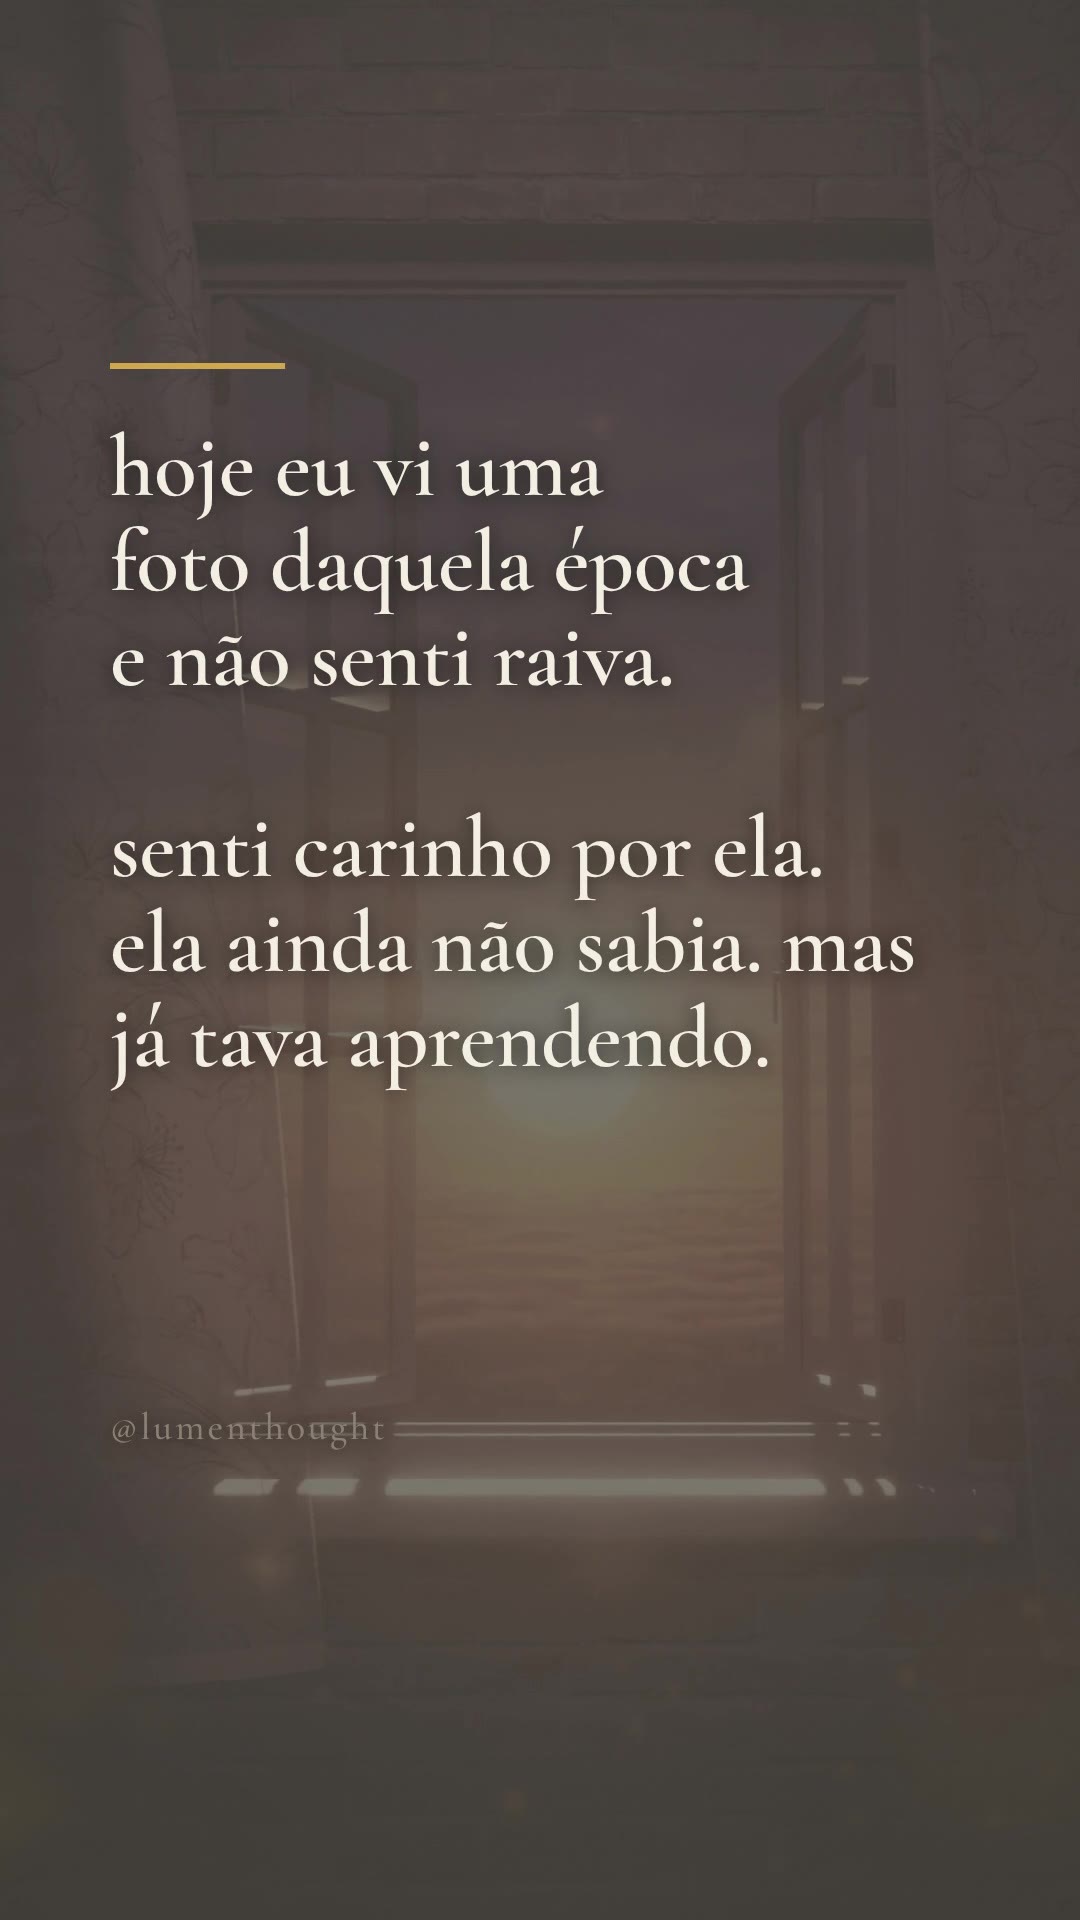 hoje eu vi uma
foto daquela época
e não senti raiva.
senti carinho por ela.
ela ainda não sabia. mas
já tava aprendendo.
@lumenthought